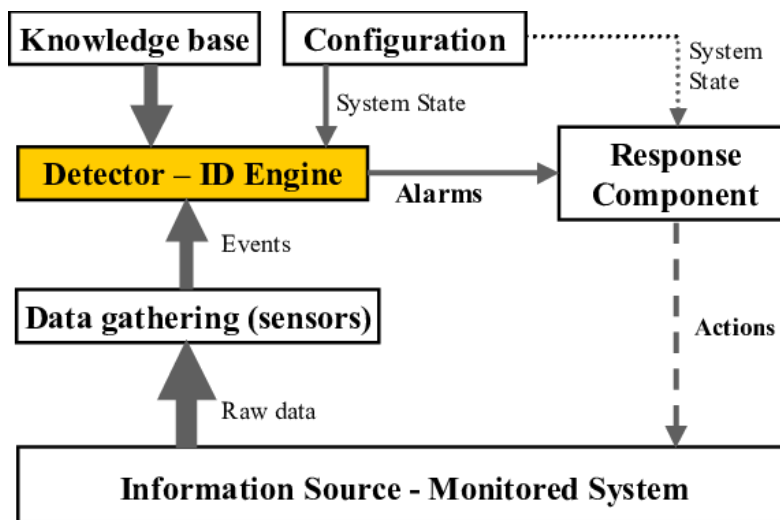 Knowledge base
Configuration
System
State
System State
Detector – ID Engine
Alarms
Response
Component
Events
Data gathering (sensors)
Actions
Raw data
Information Source - Monitored System